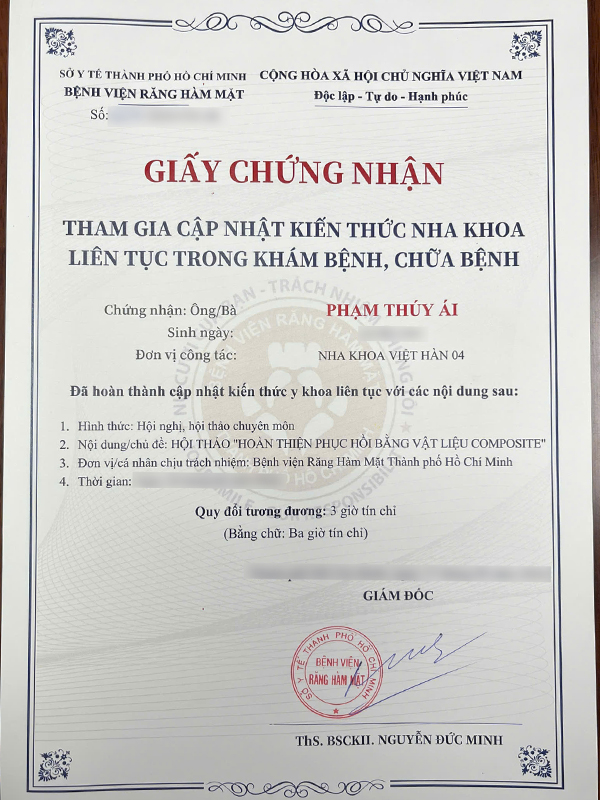 SỞ Y TẾ THÀNH PHỐ HỒ CHÍ MINH
BỆNH VIỆN RĂNG HÀM MẶT
Số:
CỘNG HÒA XÃ HỘI CHỦ NGHĨA VIỆT NAM
Độc lập - Tự do - Hạnh phúc
GIẤY CHỨNG NHẬN
THAM GIA CẬP NHẬT KIẾN THỨC NHA KHOA
LIÊN TỤC TRONG KHÁM BỆNH, CHỮA BỆNH
Chứng nhận: Ông/Bà PHẠM THÚY ÁI
Sinh ngày:
Đơn vị công tác: NHA KHOA VIỆT HÀN 04
Đã hoàn thành cập nhật kiến thức y khoa liên tục với các nội dung sau:
1. Hình thức: Hội nghị, hội thảo chuyên môn
2. Nội dung/chủ đề: HỘI THẢO "HOÀN THIỆN PHỤC HỒI BẰNG VẬT LIỆU COMPOSITE"
3. Đơn vị/cá nhân chịu trách nhiệm: Bệnh viện Răng Hàm Mặt Thành phố Hồ Chí Minh
4. Thời gian:
Quy đổi tương đương: 3 giờ tín chỉ
(Bằng chữ: Ba giờ tín chỉ)
GIÁM ĐỐC
SỞ Y TẾ THÀNH PHỐ HỒ CHÍ MINH
BỆNH VIỆN
RĂNG HÀM MẶT
ThS. BSCKII. NGUYỄN ĐỨC MINH